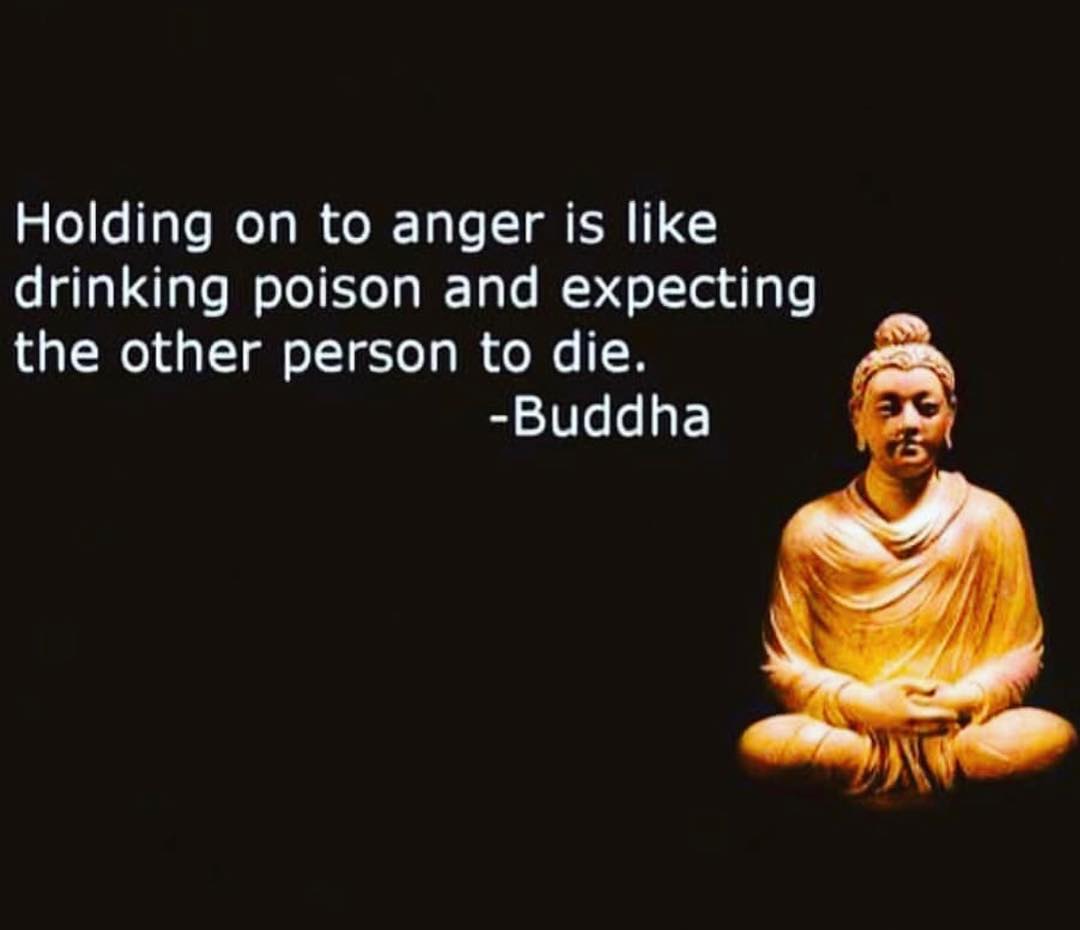 Holding on to anger is like
drinking poison and expecting
the other person to die.
-Buddha